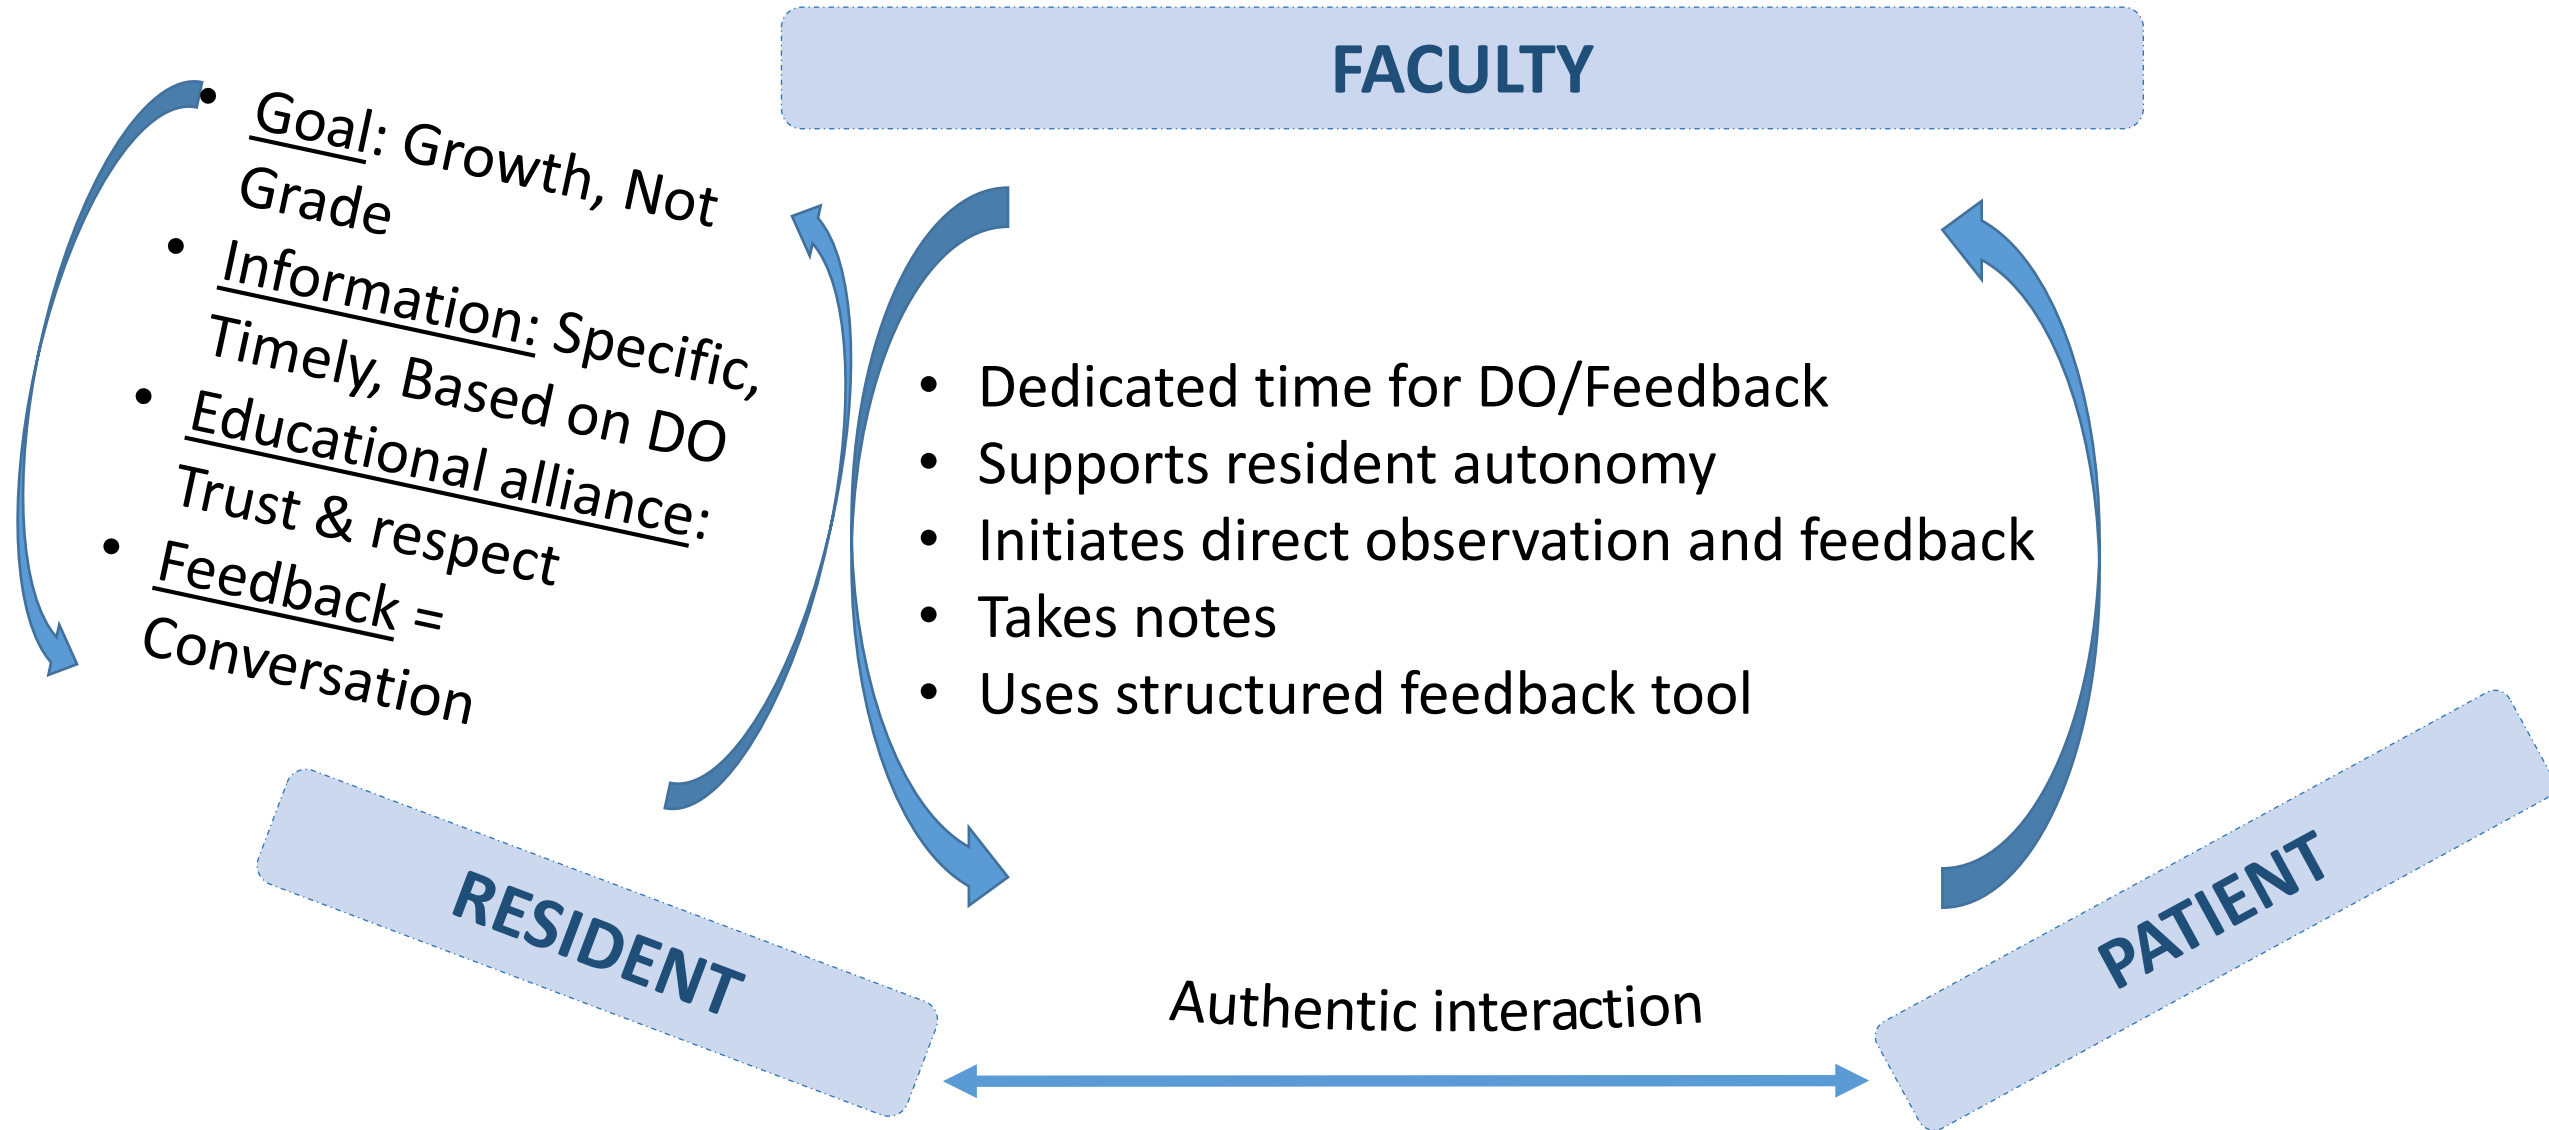 FACULTY
• Goal: Growth, Not
Grade
• Information: Specific,
Timely, Based on DO
• Educational alliance:
Trust & respect
• Feedback =
Conversation
• Dedicated time for DO/Feedback
• Supports resident autonomy
• Initiates direct observation and feedback
• Takes notes
• Uses structured feedback tool
RESIDENT
Authentic interaction
PATIENT